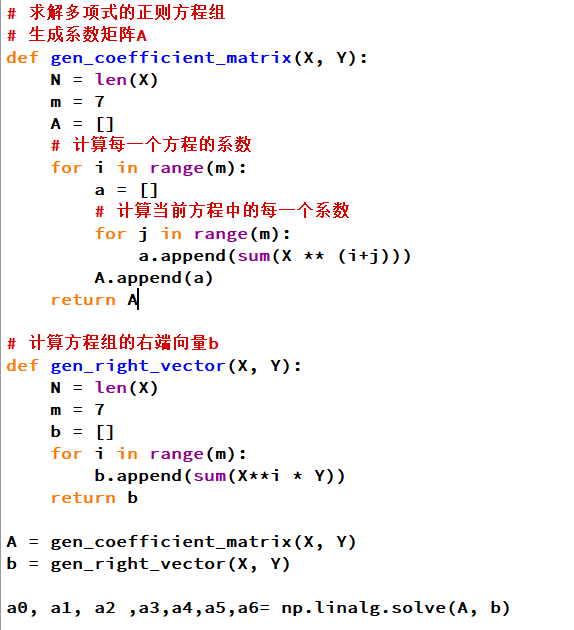 # 求解多项式的正则方程组
# 生成系数矩阵A
def gen_coefficient_matrix(X, Y):
    N = len(X)
    m = 7
    A = []
    # 计算每一个方程的系数
    for i in range(m):
        a = []
        # 计算当前方程中的每一个系数
        for j in range(m):
            a.append(sum(X ** (i+j)))
        A.append(a)
    return A
# 计算方程组的右端向量b
def gen_right_vector(X, Y):
    N = len(X)
    m = 7
    b = []
    for i in range(m):
        b.append(sum(X**i * Y))
    return b
A = gen_coefficient_matrix(X, Y)
b = gen_right_vector(X, Y)
a0, a1, a2 ,a3,a4,a5,a6= np.linalg.solve(A, b)